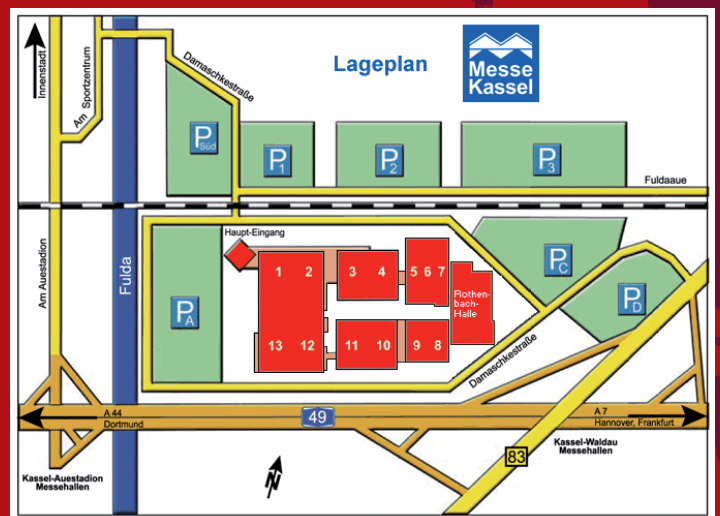 Lageplan
Messe
Kassel
Innenstadt
Am Sportzentrum
Damaschkestraße
P Süd
P 1
P 2
P 3
Fuldaaue
Haupt-Eingang
Am Auestadion
Fulda
P A
P C
P D
1 2 3 4 5 6 7
Rothen-
bach-
Halle
13 12 11 10 9 8
Damaschkestraße
A 44
Dortmund
49
A 7
Hannover, Frankfurt
Kassel-Auestadion
Messehallen
N
83
Kassel-Waldau
Messehallen